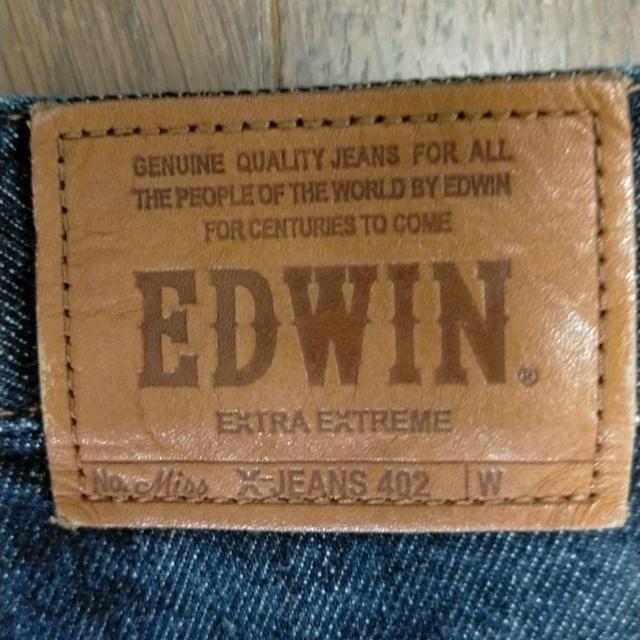 GENUINE QUALITY JEANS FOR ALL
THE PEOPLE OF THE WORLD BY EDWIN
FOR CENTURIES TO COME
EDWIN®
EXTRA EXTREME
No. Miss X-JEANS 402 W